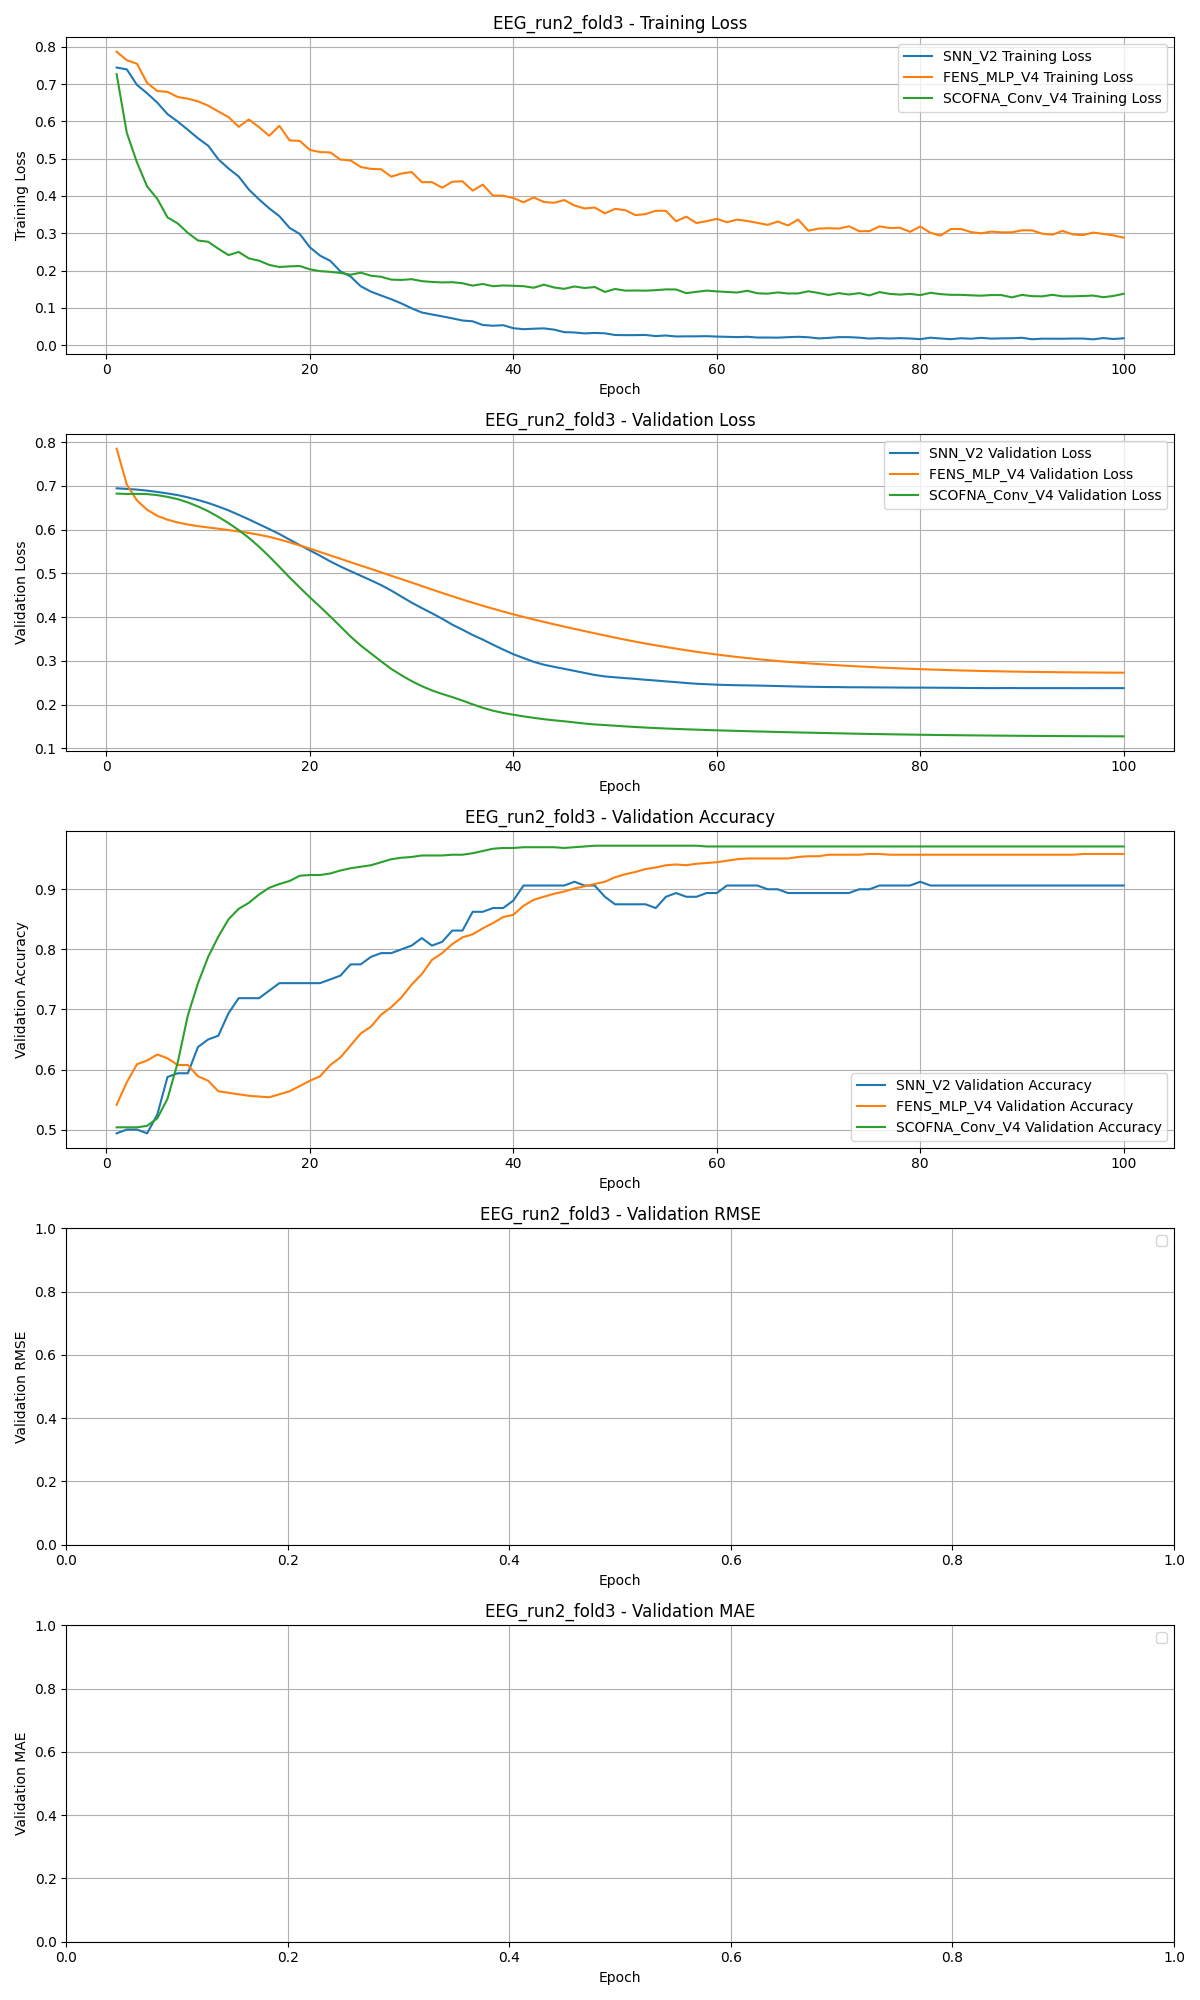 EEG_run2_fold3 - Training Loss
0.8
0.7
0.6
0.5
0.4
0.3
0.2
0.1
0.0
Training Loss
SNN_V2 Training Loss
FENS_MLP_V4 Training Loss
SCOFNA_Conv_V4 Training Loss
0 20 40 60 80 100
Epoch
EEG_run2_fold3 - Validation Loss
0.8
0.7
0.6
0.5
0.4
0.3
0.2
0.1
Validation Loss
SNN_V2 Validation Loss
FENS_MLP_V4 Validation Loss
SCOFNA_Conv_V4 Validation Loss
0 20 40 60 80 100
Epoch
EEG_run2_fold3 - Validation Accuracy
0.9
0.8
0.7
0.6
0.5
Validation Accuracy
SNN_V2 Validation Accuracy
FENS_MLP_V4 Validation Accuracy
SCOFNA_Conv_V4 Validation Accuracy
0 20 40 60 80 100
Epoch
EEG_run2_fold3 - Validation RMSE
1.0
0.8
0.6
0.4
0.2
0.0
Validation RMSE
0.0 0.2 0.4 0.6 0.8 1.0
Epoch
EEG_run2_fold3 - Validation MAE
1.0
0.8
0.6
0.4
0.2
0.0
Validation MAE
0.0 0.2 0.4 0.6 0.8 1.0
Epoch